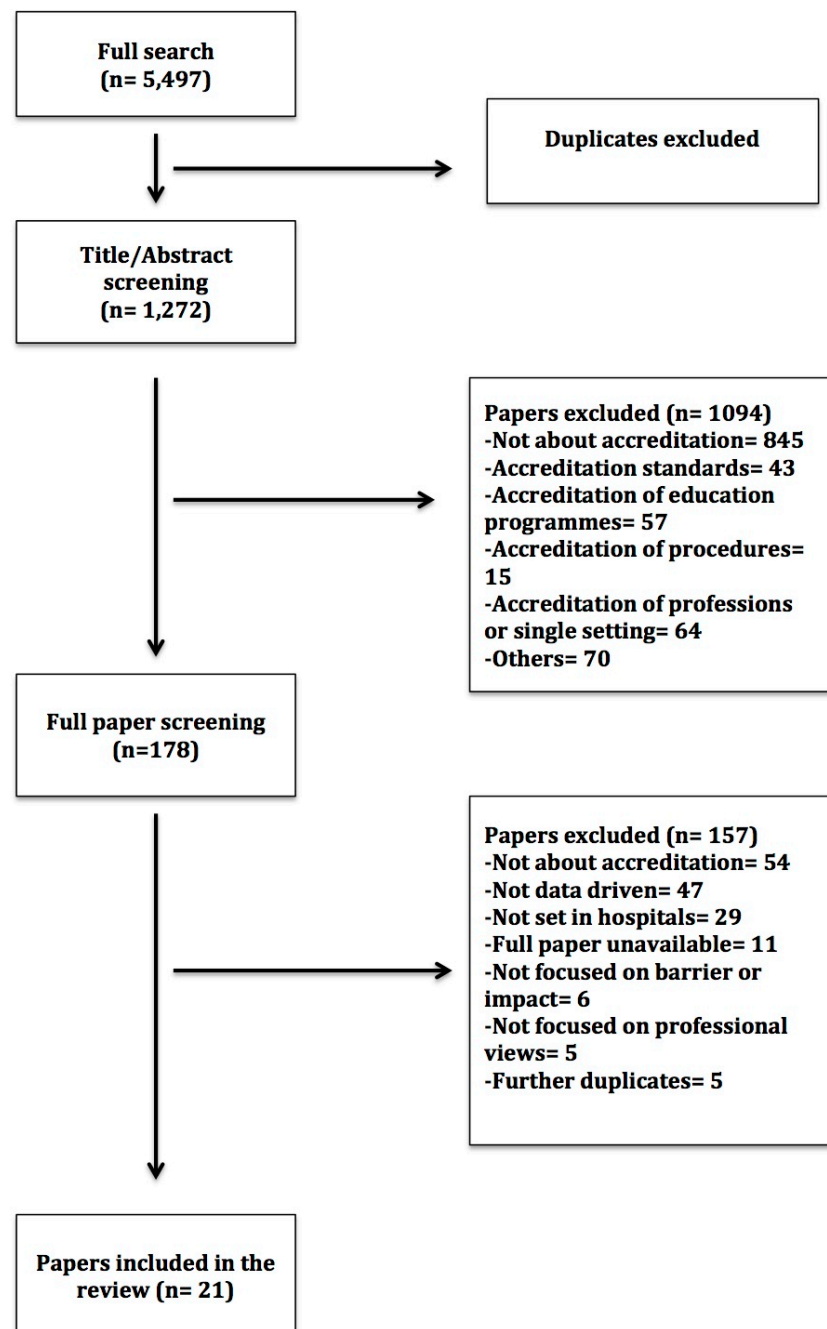 Full search
(n= 5,497)
Duplicates excluded
Title/Abstract
screening
(n= 1,272)
Papers excluded (n= 1094)
-Not about accreditation= 845
-Accreditation standards= 43
-Accreditation of education
programmes= 57
-Accreditation of procedures=
15
-Accreditation of professions
or single setting= 64
-Others= 70
Full paper screening
(n=178)
Papers excluded (n= 157)
-Not about accreditation= 54
-Not data driven= 47
-Not set in hospitals= 29
-Full paper unavailable= 11
-Not focused on barrier or
impact= 6
-Not focused on professional
views= 5
-Further duplicates= 5
Papers included in the
review (n= 21)